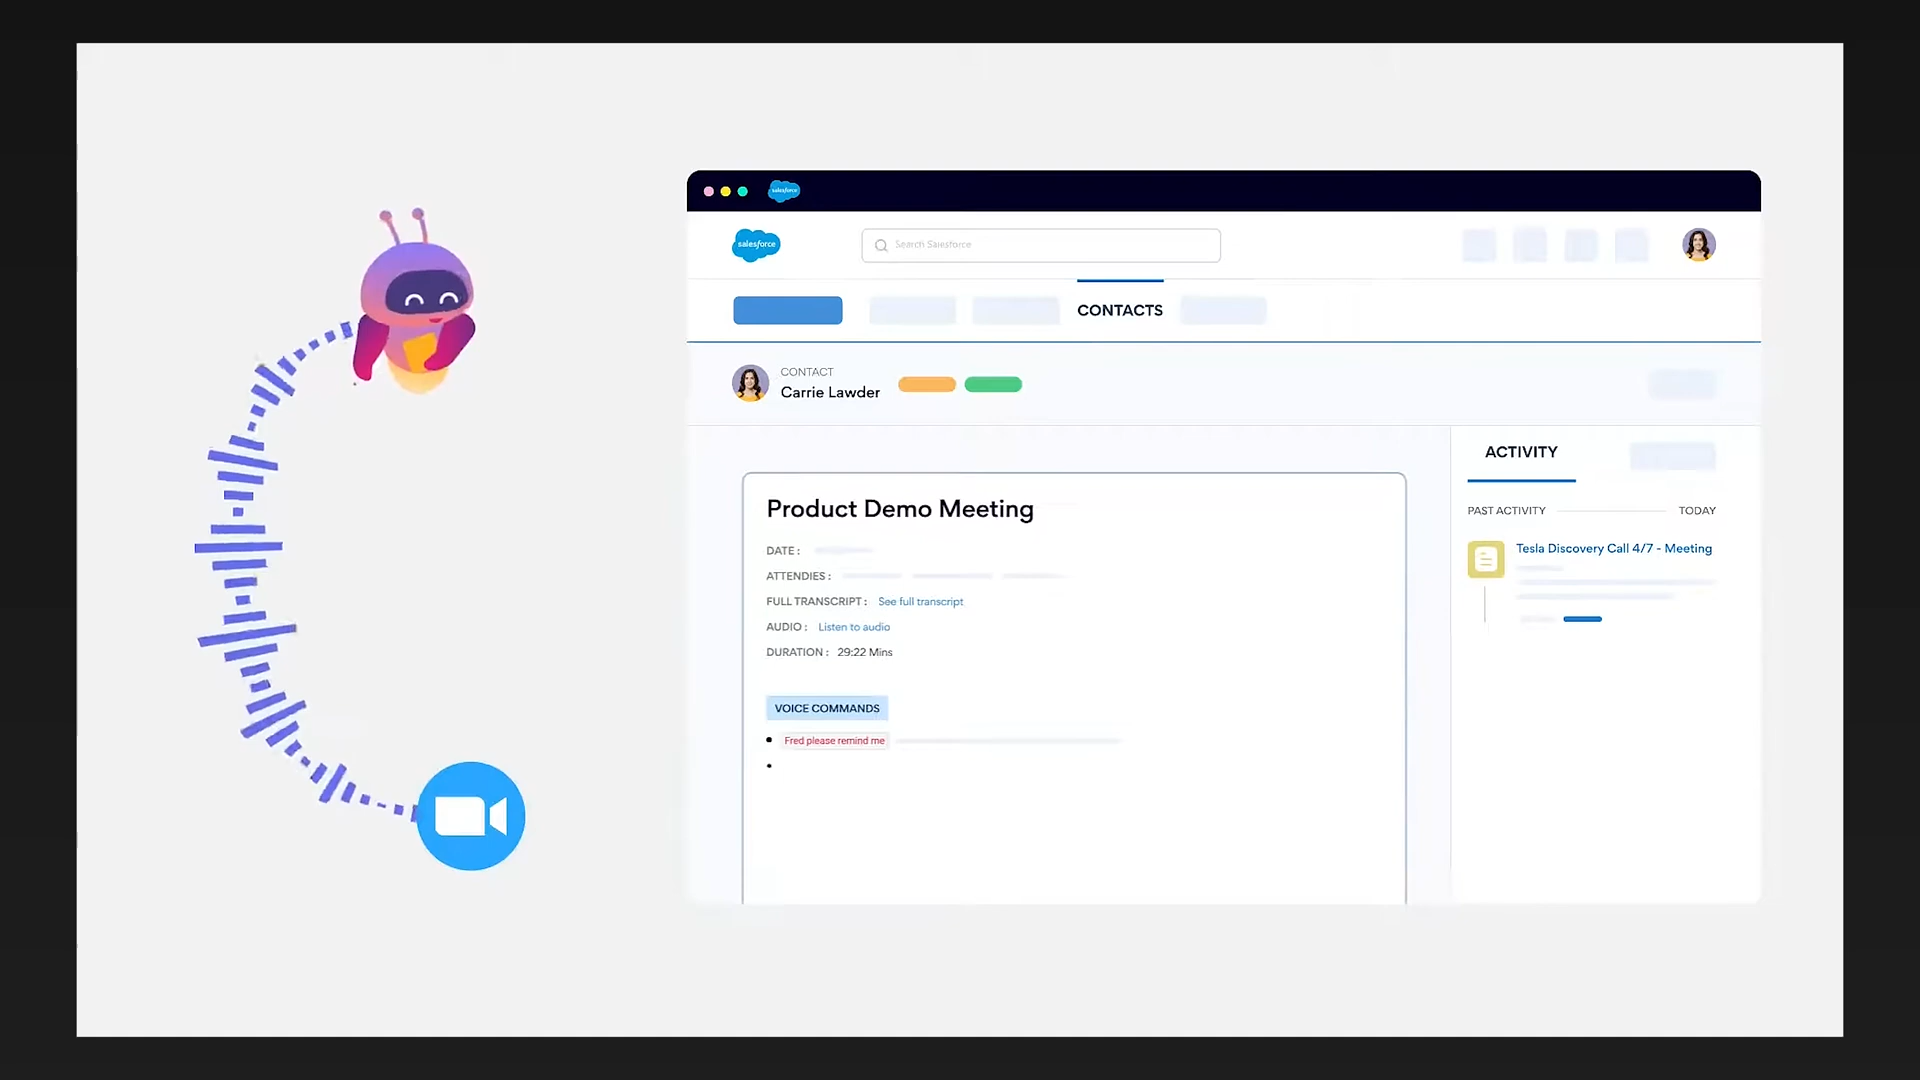 salesforce
salesforce
Search Salesforce
CONTACTS
CONTACT
Carrie Lawder
ACTIVITY
PAST ACTIVITY TODAY
Tesla Discovery Call 4/7 - Meeting
Product Demo Meeting
DATE :
ATTENDIES :
FULL TRANSCRIPT : See full transcript
AUDIO : Listen to audio
DURATION : 29:22 Mins
VOICE COMMANDS
Fred please remind me